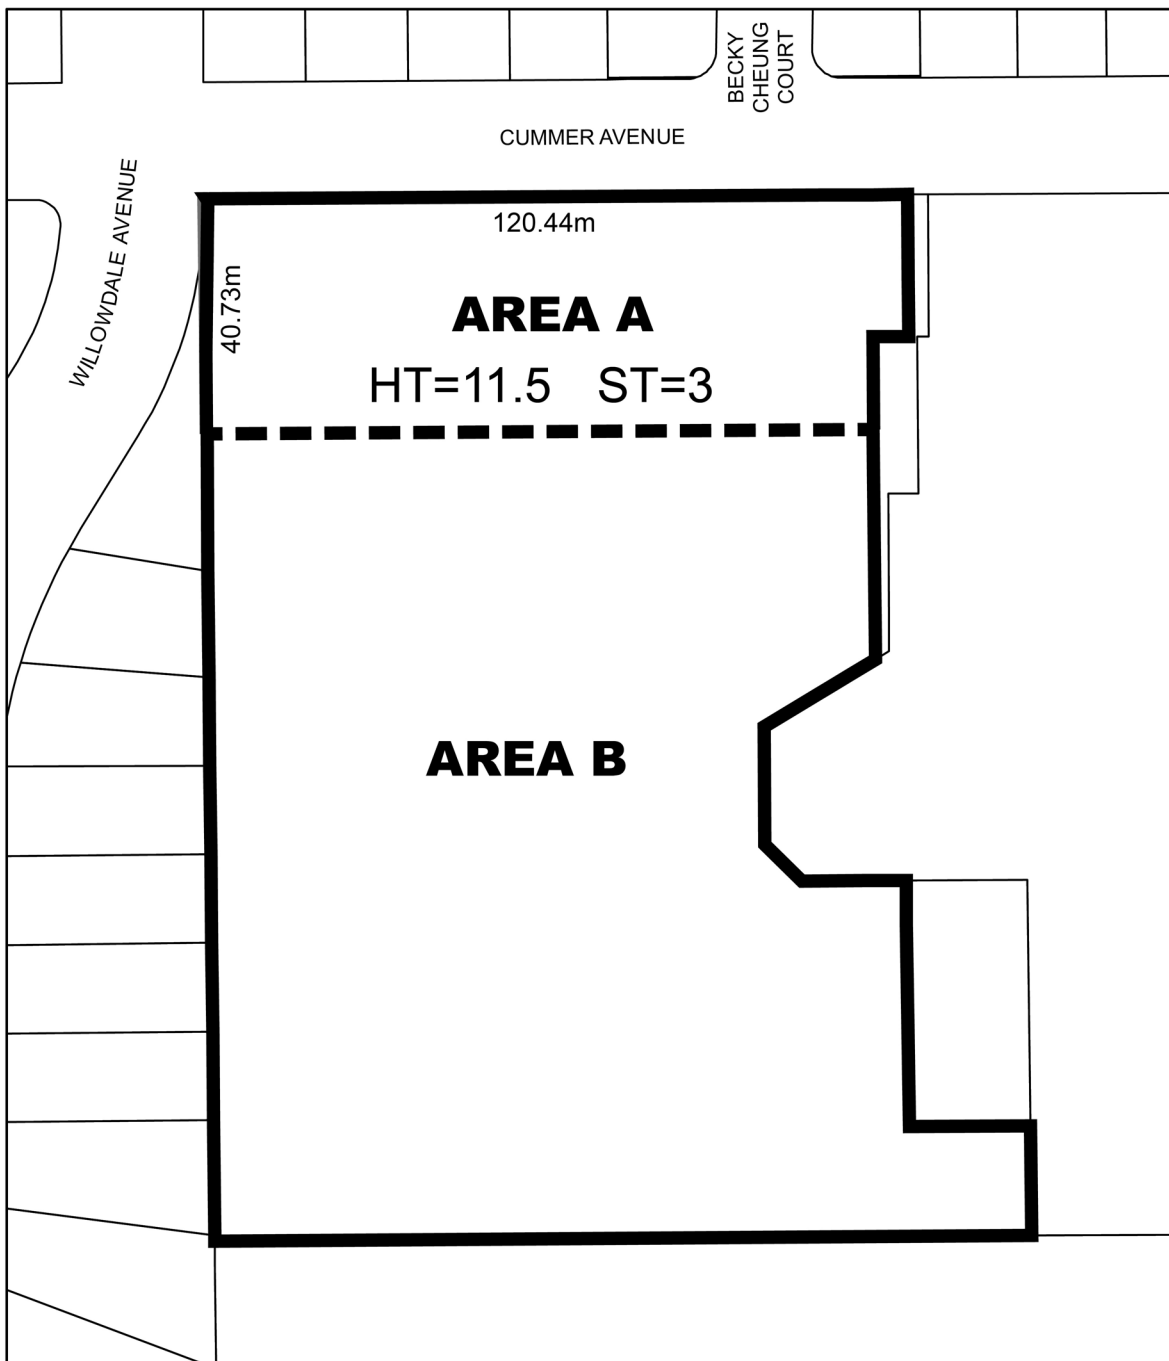 BECKY
CHEUNG
COURT
CUMMER AVENUE
WILLOWDALE AVENUE
120.44m
40.73m
AREA A
HT=11.5 ST=3
AREA B